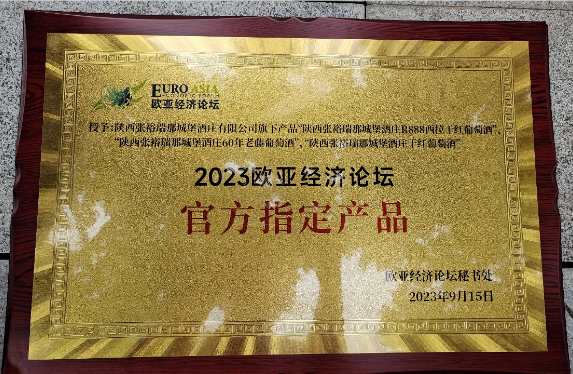 EURO ASIA
ECONOMIC FORUM
欧亚经济论坛
授予:陕西张裕瑞那城堡酒庄有限公司旗下产品“陕西张裕瑞那城堡酒庄R888西拉干红葡萄酒”、
“陕西张裕瑞那城堡酒庄60年老藤葡萄酒”、“陕西张裕瑞那城堡酒庄干红葡萄酒”
2023欧亚经济论坛
官方指定产品
欧亚经济论坛秘书处
2023年9月15日